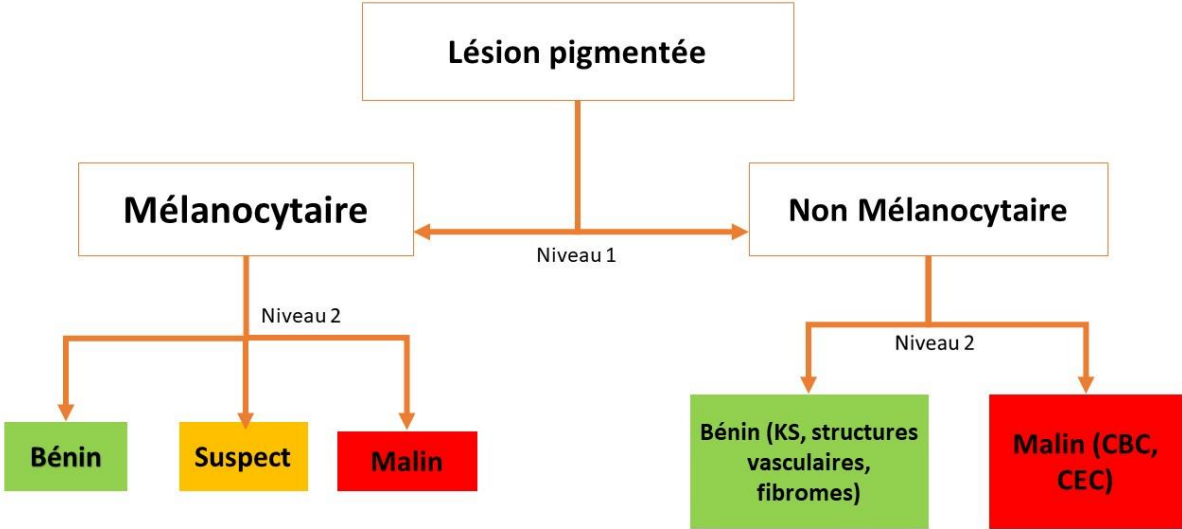 Lésion pigmentée
Mélanocytaire
Non Mélanocytaire
Niveau 1
Niveau 2
Niveau 2
Bénin
Suspect
Malin
Bénin (KS, structures
vasculaires,
fibromes)
Malin (CBC,
CEC)